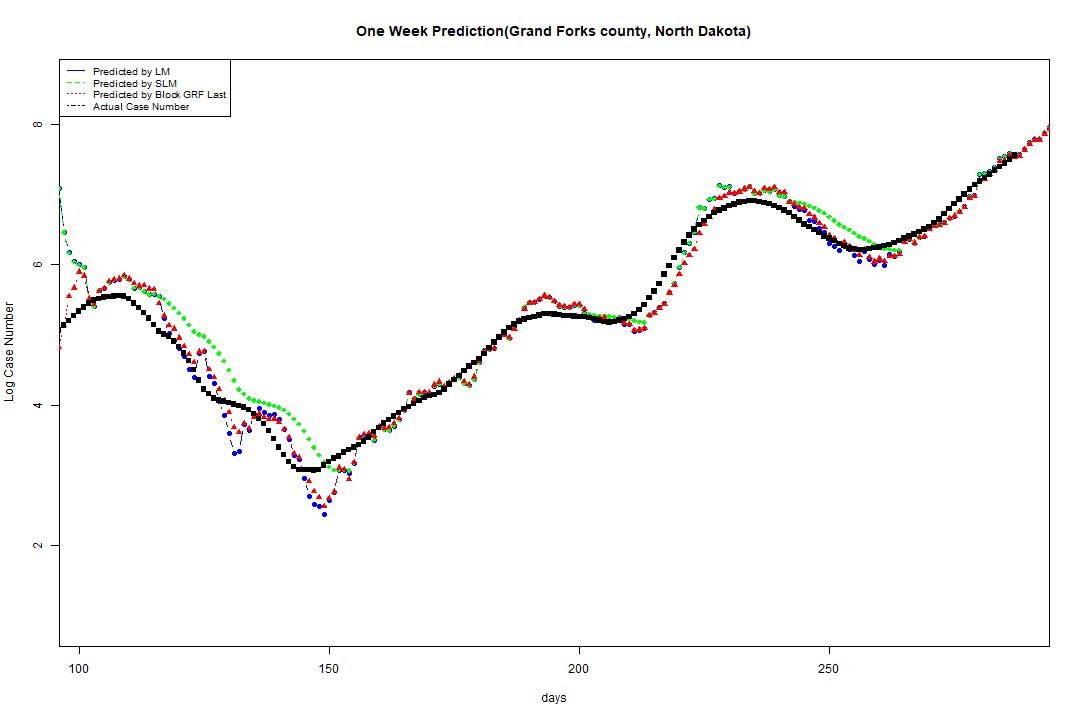 One Week Prediction(Grand Forks county, North Dakota)
Predicted by LM
Predicted by SLM
Predicted by Block GRF Last
Actual Case Number
8
6
4
2
Log Case Number
100 150 200 250
days